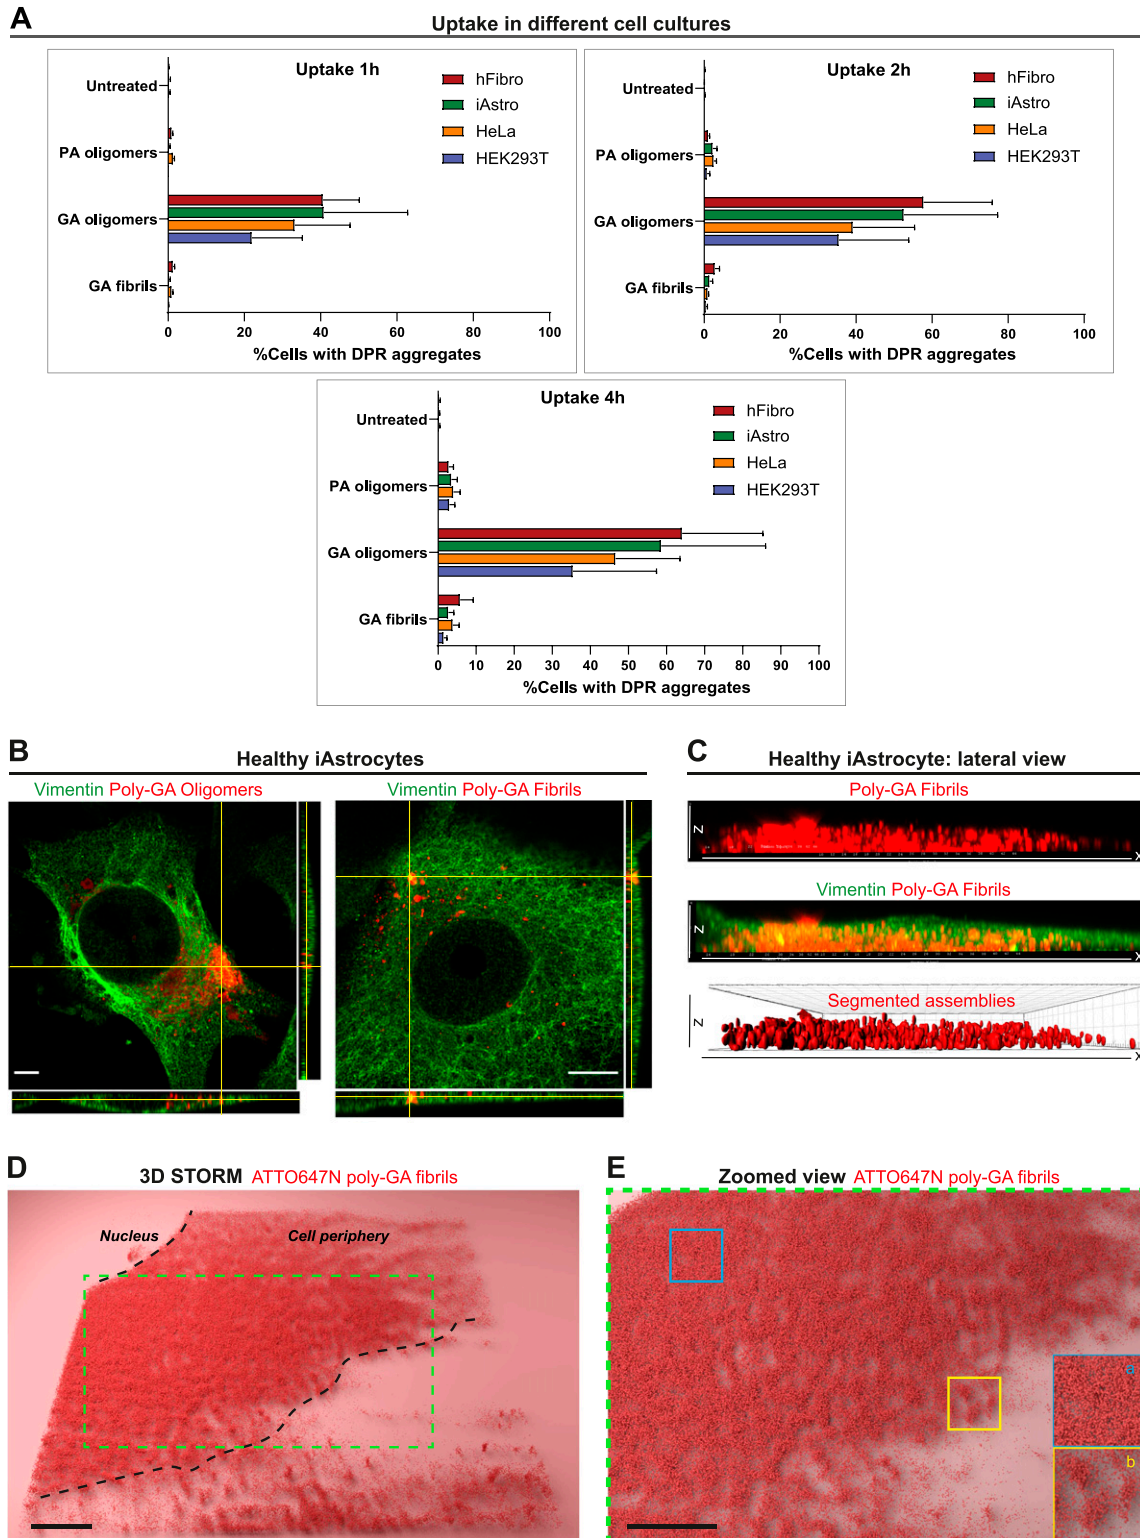 A
Uptake in different cell cultures
Uptake 1h
hFibro
iAstro
HeLa
HEK293T
Untreated
PA oligomers
GA oligomers
GA fibrils
0 20 40 60 80 100
%Cells with DPR aggregates
Uptake 2h
hFibro
iAstro
HeLa
HEK293T
Untreated
PA oligomers
GA oligomers
GA fibrils
0 20 40 60 80 100
%Cells with DPR aggregates
Uptake 4h
hFibro
iAstro
HeLa
HEK293T
Untreated
PA oligomers
GA oligomers
GA fibrils
0 10 20 30 40 50 60 70 80 90 100
%Cells with DPR aggregates
B
Healthy iAstrocytes
Vimentin Poly-GA Oligomers
Vimentin Poly-GA Fibrils
C
Healthy iAstrocyte: lateral view
Poly-GA Fibrils
Z
X
Vimentin Poly-GA Fibrils
Z
X
Segmented assemblies
Z
X
D
3D STORM ATTO647N poly-GA fibrils
Nucleus
Cell periphery
E
Zoomed view ATTO647N poly-GA fibrils
a
b